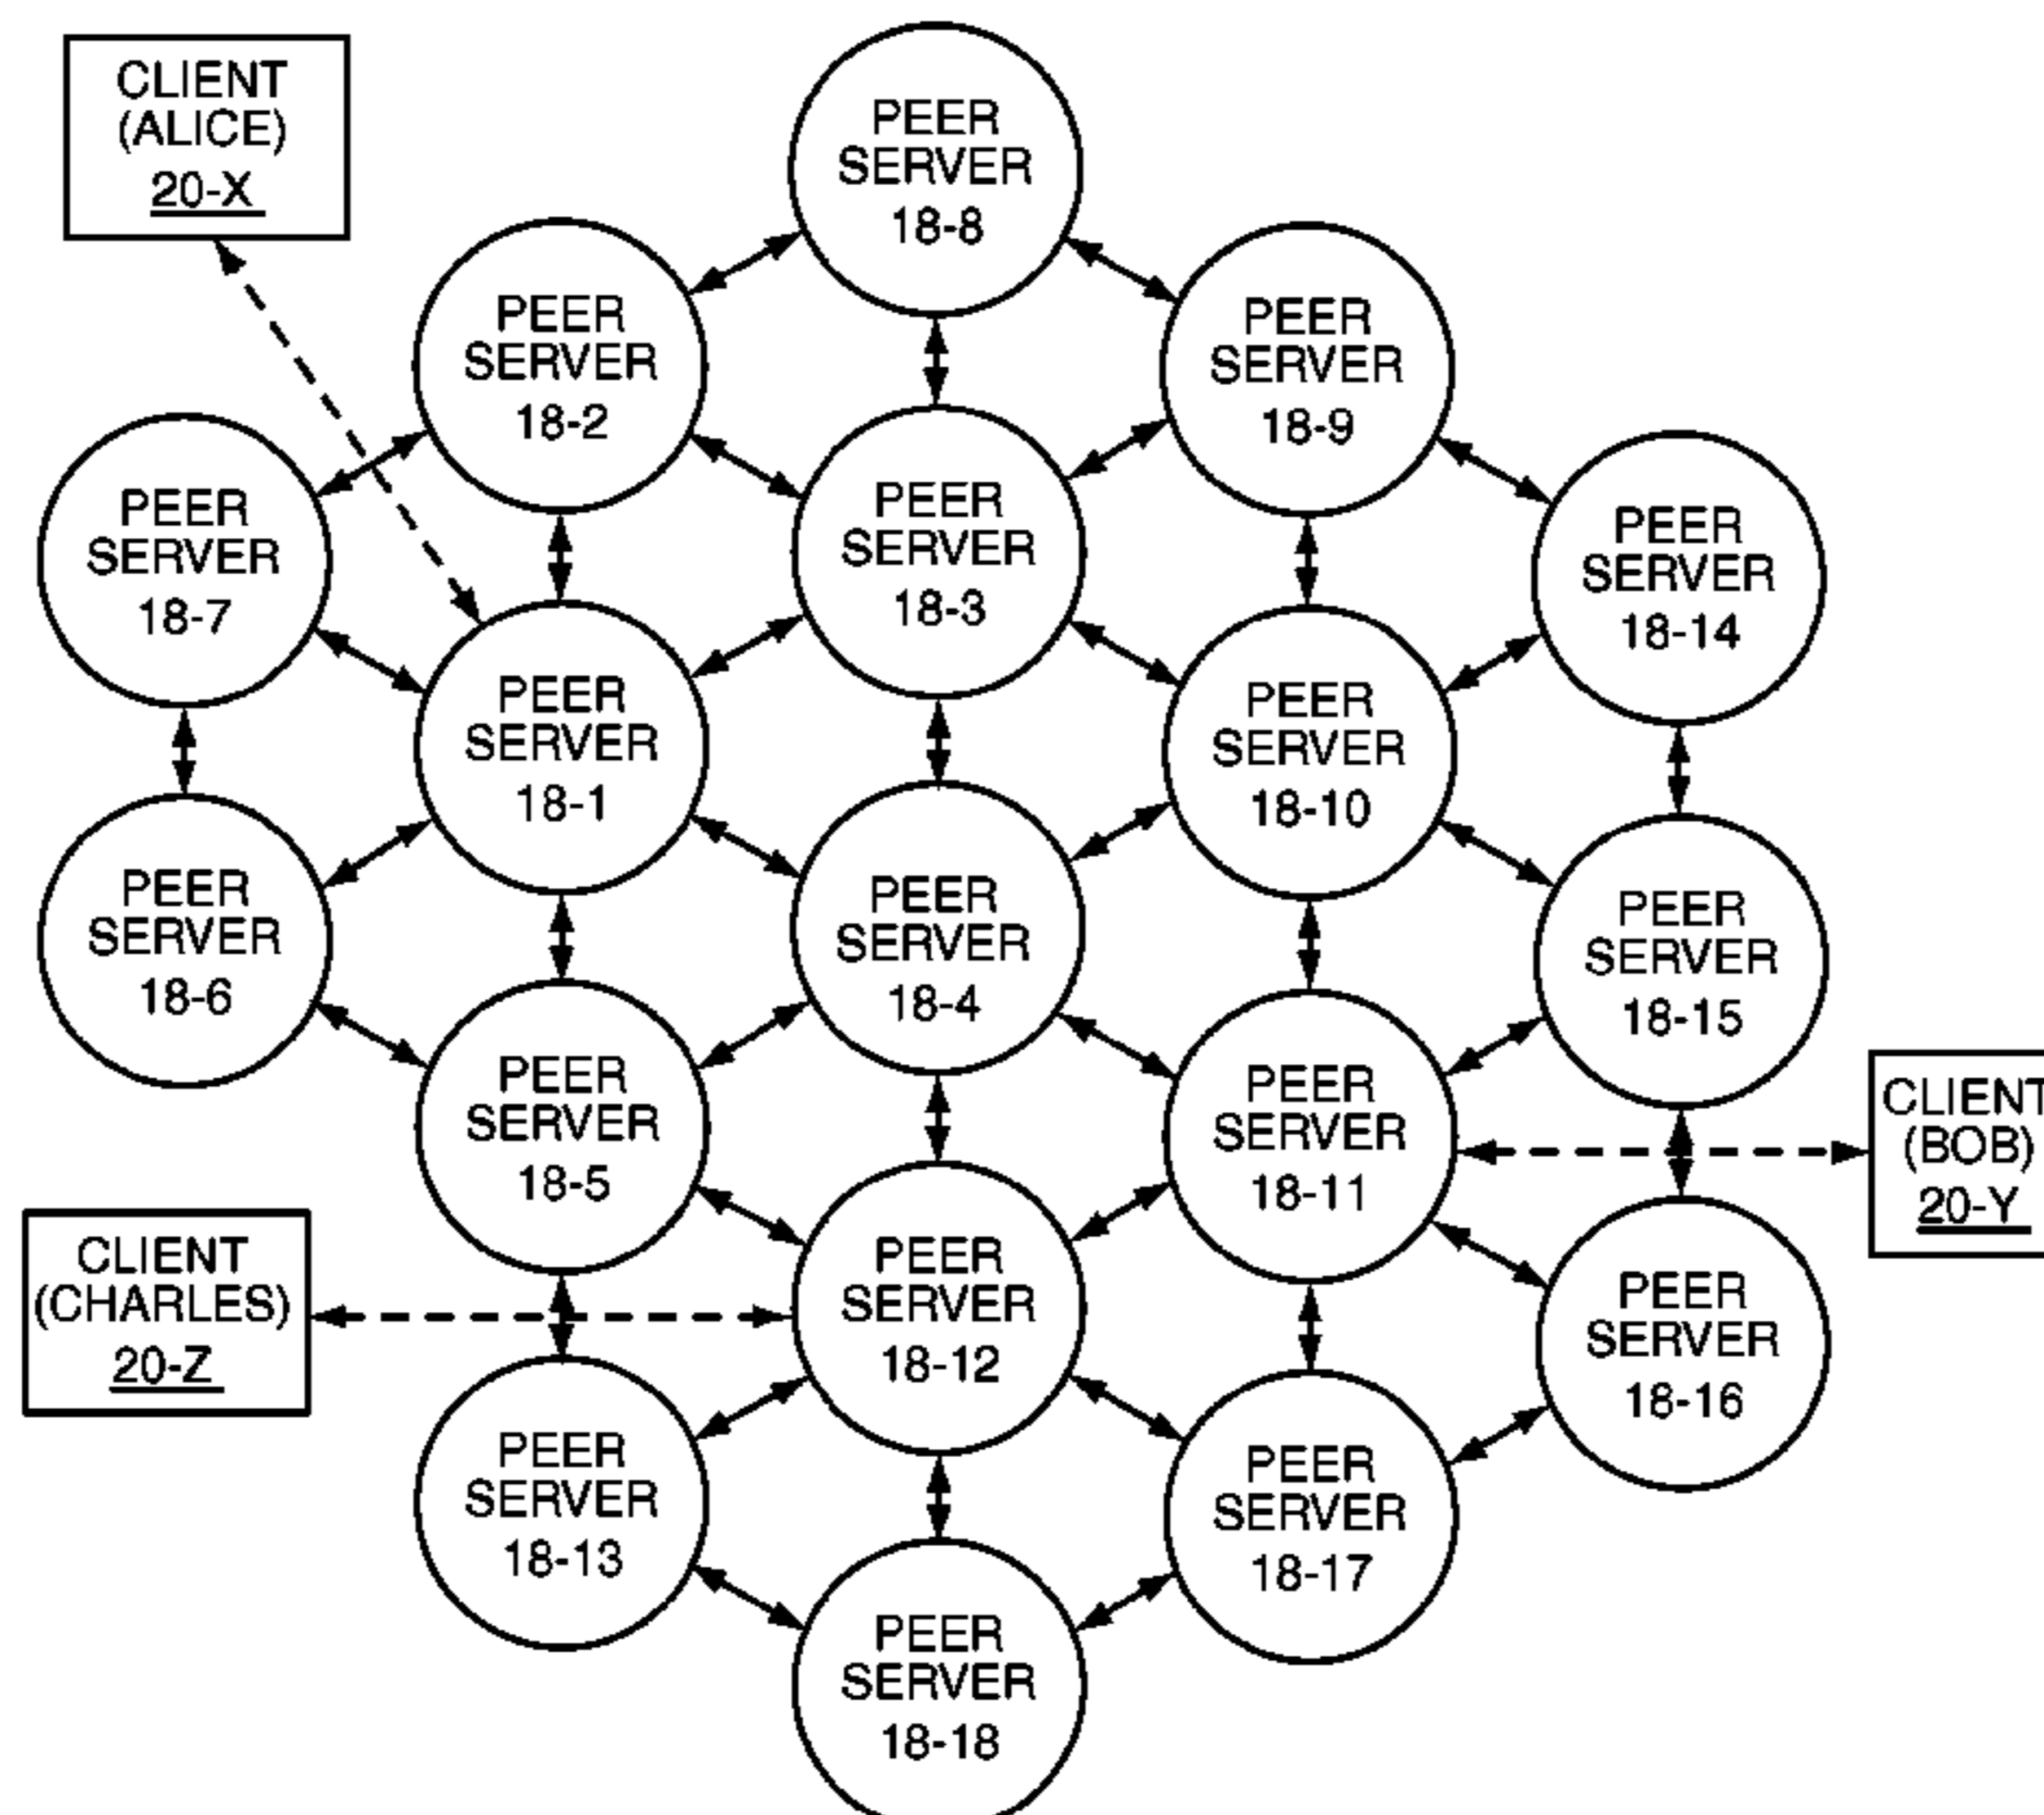 CLIENT
(ALICE)
20-X
PEER
SERVER
18-8
PEER
SERVER
18-2
PEER
SERVER
18-9
PEER
SERVER
18-7
PEER
SERVER
18-3
PEER
SERVER
18-14
PEER
SERVER
18-1
PEER
SERVER
18-10
PEER
SERVER
18-6
PEER
SERVER
18-4
PEER
SERVER
18-15
PEER
SERVER
18-5
PEER
SERVER
18-11
CLIENT
(BOB)
20-Y
CLIENT
(CHARLES)
20-Z
PEER
SERVER
18-12
PEER
SERVER
18-16
PEER
SERVER
18-13
PEER
SERVER
18-17
PEER
SERVER
18-18